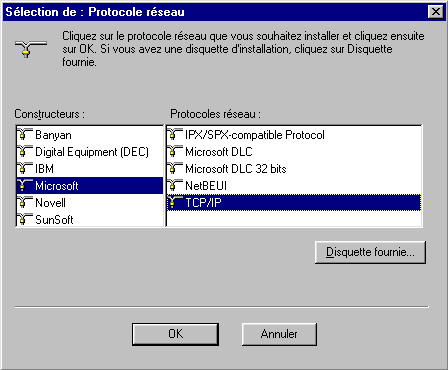 Sélection de : Protocole réseau
Cliquez sur le protocole réseau que vous souhaitez installer et cliquez ensuite
sur OK. Si vous avez une disquette d'installation, cliquez sur Disquette
fournie.
Constructeurs :
Banyan
Digital Equipment (DEC)
IBM
Microsoft
Novell
SunSoft
Protocoles réseau :
IPX/SPX-compatible Protocol
Microsoft DLC
Microsoft DLC 32 bits
NetBEUI
TCP/IP
Disquette fournie...
OK
Annuler